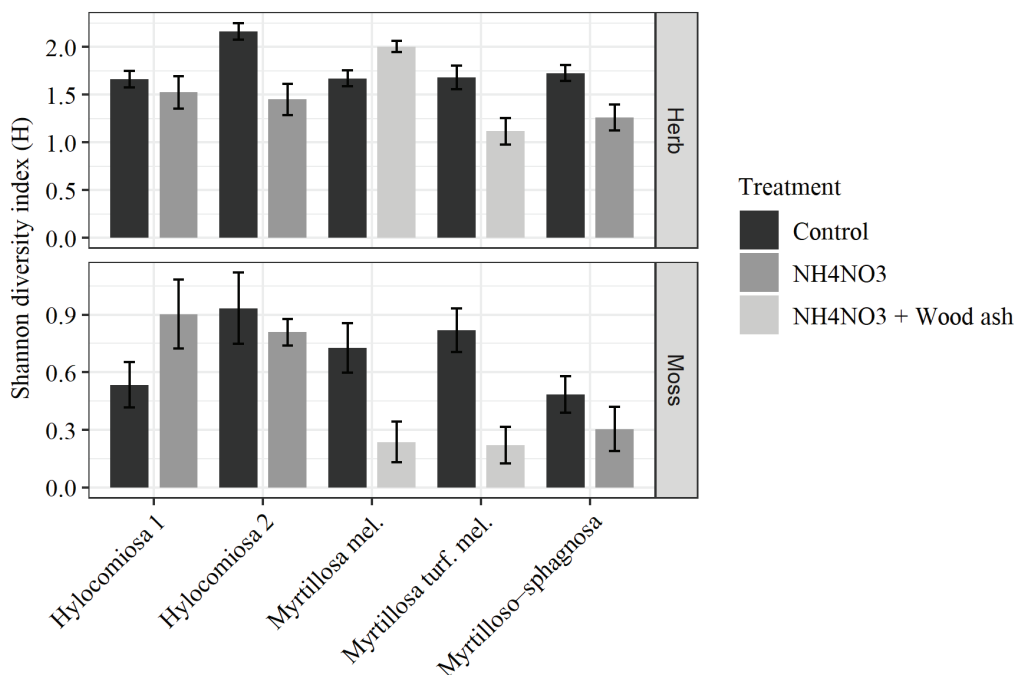 Shannon diversity index (H)
2.0
1.5
1.0
0.5
0.0
Herb
0.9
0.6
0.3
0.0
Moss
Hylocomiosa 1
Hylocomiosa 2
Myrtillosa mel.
Myrtillosa turf. mel.
Myrtilloso–sphagnosa
Treatment
Control
NH4NO3
NH4NO3 + Wood ash